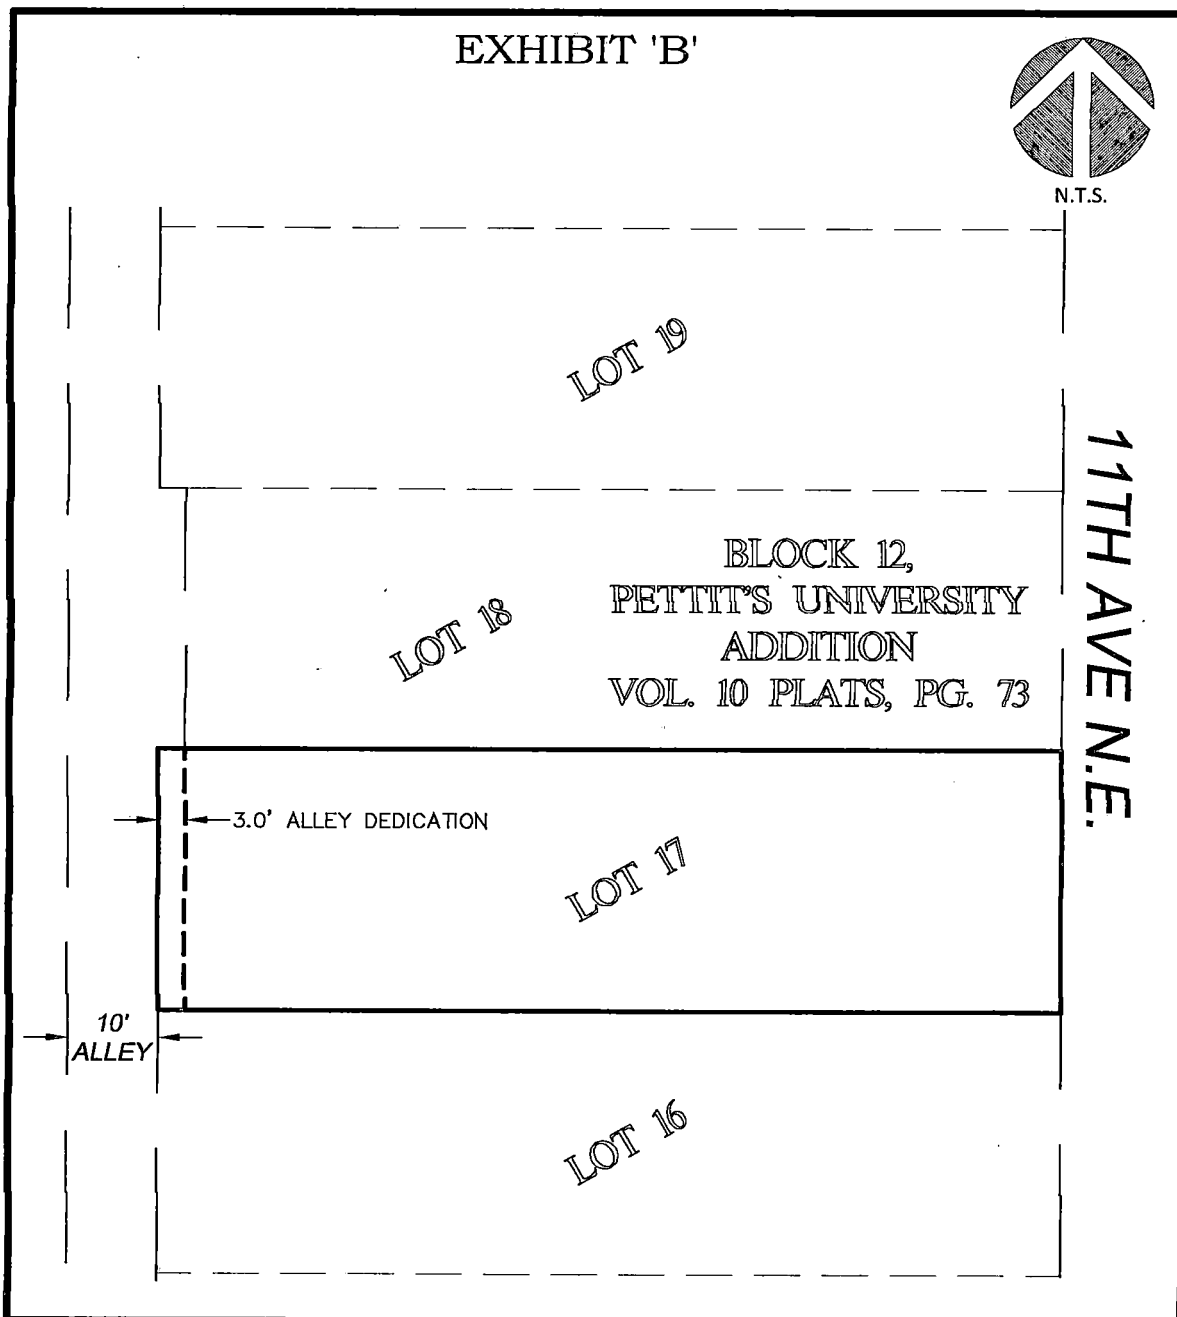 EXHIBIT 'B'
N.T.S.
LOT 19
11TH AVE N.E.
BLOCK 12,
PETTIT'S UNIVERSITY
ADDITION
VOL. 10 PLATS, PG. 73
LOT 18
3.0' ALLEY DEDICATION
LOT 17
10'
ALLEY
LOT 16